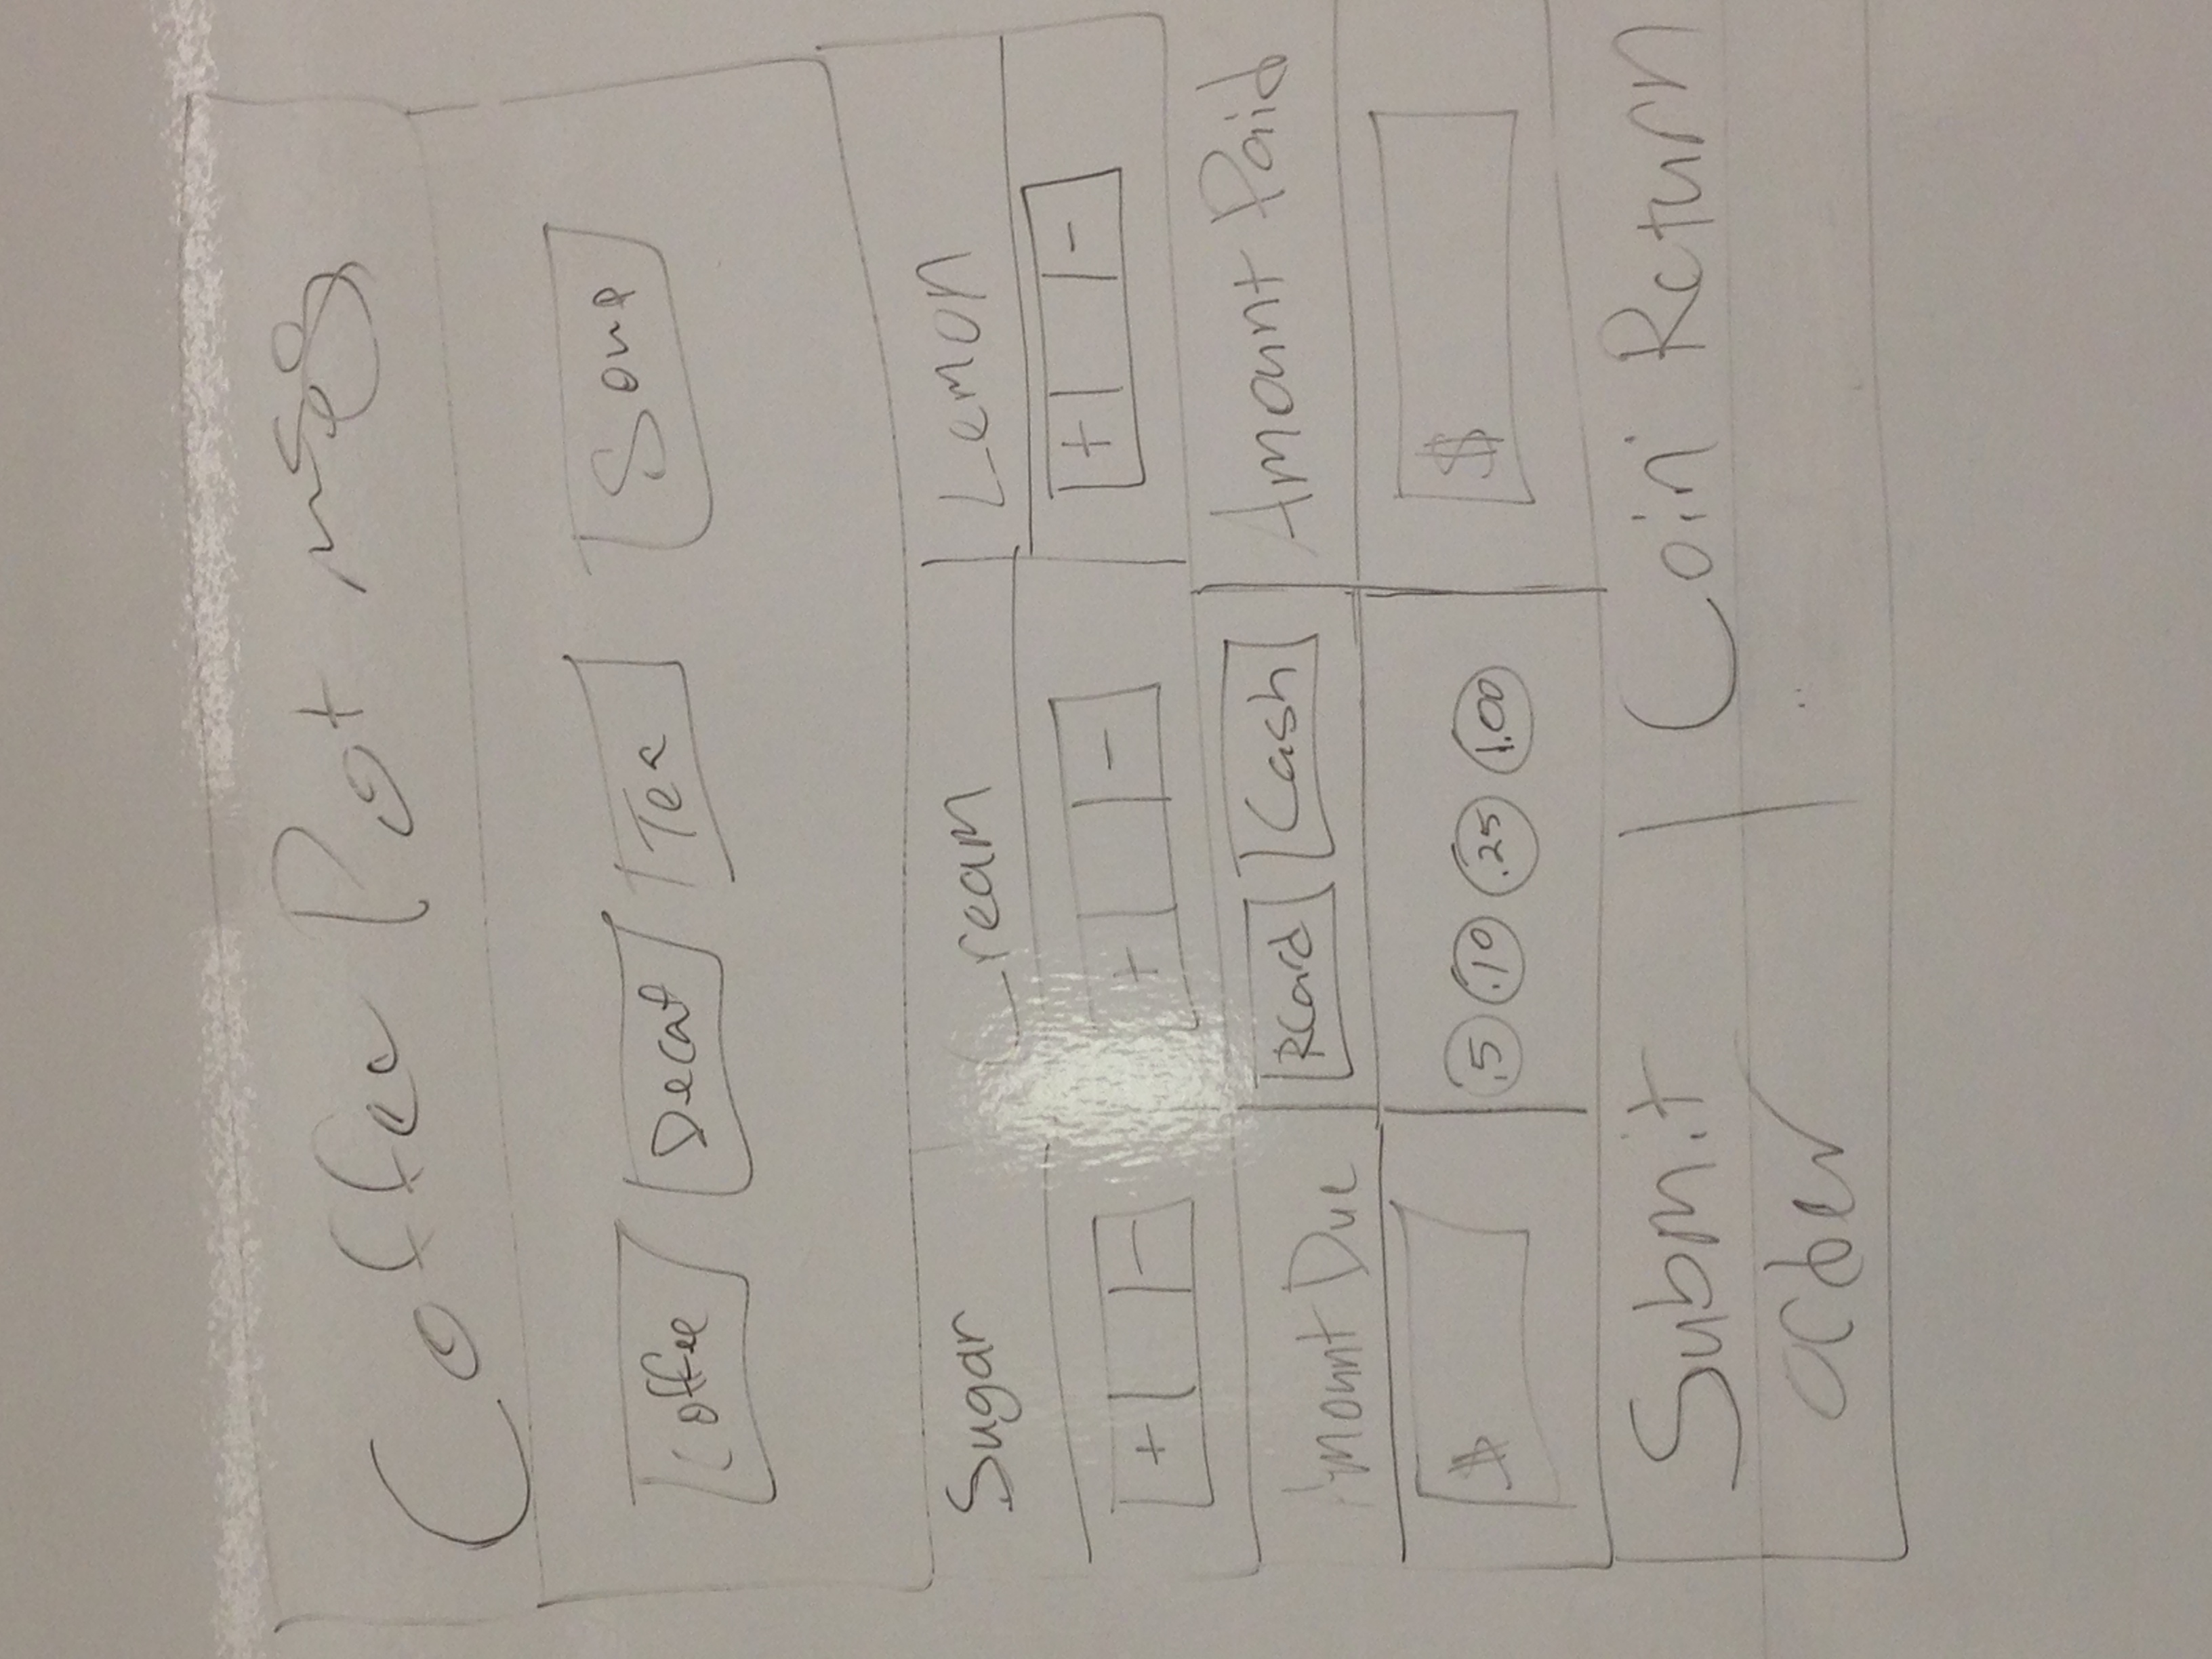 Coffee Pot msg
Coffee Decaf Tea Soup
Sugar Cream Lemon
+ - + - + -
Amount Due RCard Cash Amount Paid
$ .5 .10 .25 1.00 $
Submit Coin Return
order